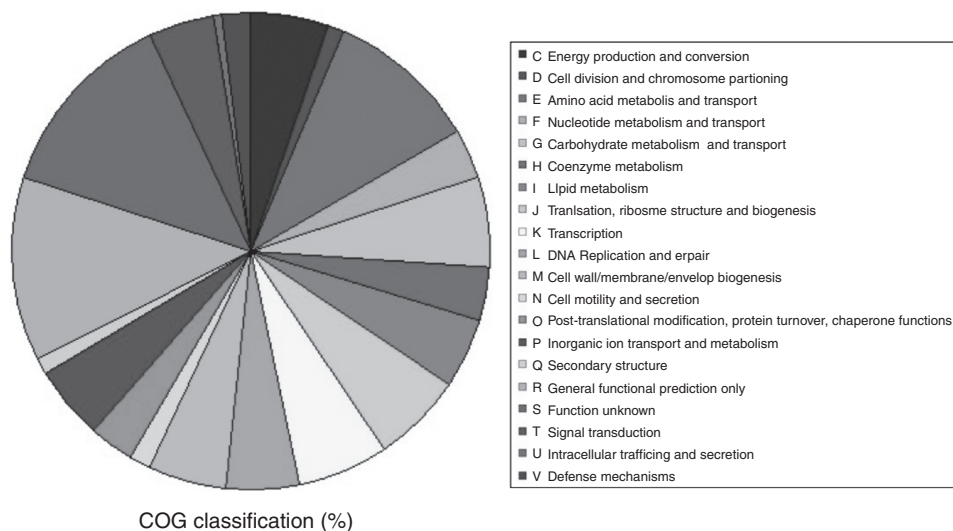 C Energy production and conversion
D Cell division and chromosome partioning
E Amino acid metabolis and transport
F Nucleotide metabolism and transport
G Carbohydrate metabolism and transport
H Coenzyme metabolism
I LIpid metabolism
J Tranlsation, ribosme structure and biogenesis
K Transcription
L DNA Replication and erpair
M Cell wall/membrane/envelop biogenesis
N Cell motility and secretion
O Post-translational modification, protein turnover, chaperone functions
P Inorganic ion transport and metabolism
Q Secondary structure
R General functional prediction only
S Function unknown
T Signal transduction
U Intracellular trafficing and secretion
V Defense mechanisms
COG classification (%)